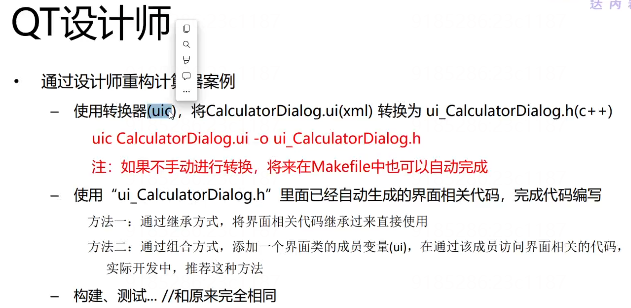 QT设计师
• 通过设计师重构计算器案例
– 使用转换器(uic)，将CalculatorDialog.ui(xml) 转换为 ui_CalculatorDialog.h(c++)
uic CalculatorDialog.ui -o ui_CalculatorDialog.h
注：如果不手动进行转换，将来在Makefile中也可以自动完成
– 使用“ui_CalculatorDialog.h”里面已经自动生成的界面相关代码，完成代码编写
方法一：通过继承方式，将界面相关代码继承过来直接使用
方法二：通过组合方式，添加一个界面类的成员变量(ui)，在通过该成员访问界面相关的代码，
实际开发中，推荐这种方法
– 构建、测试... //和原来完全相同